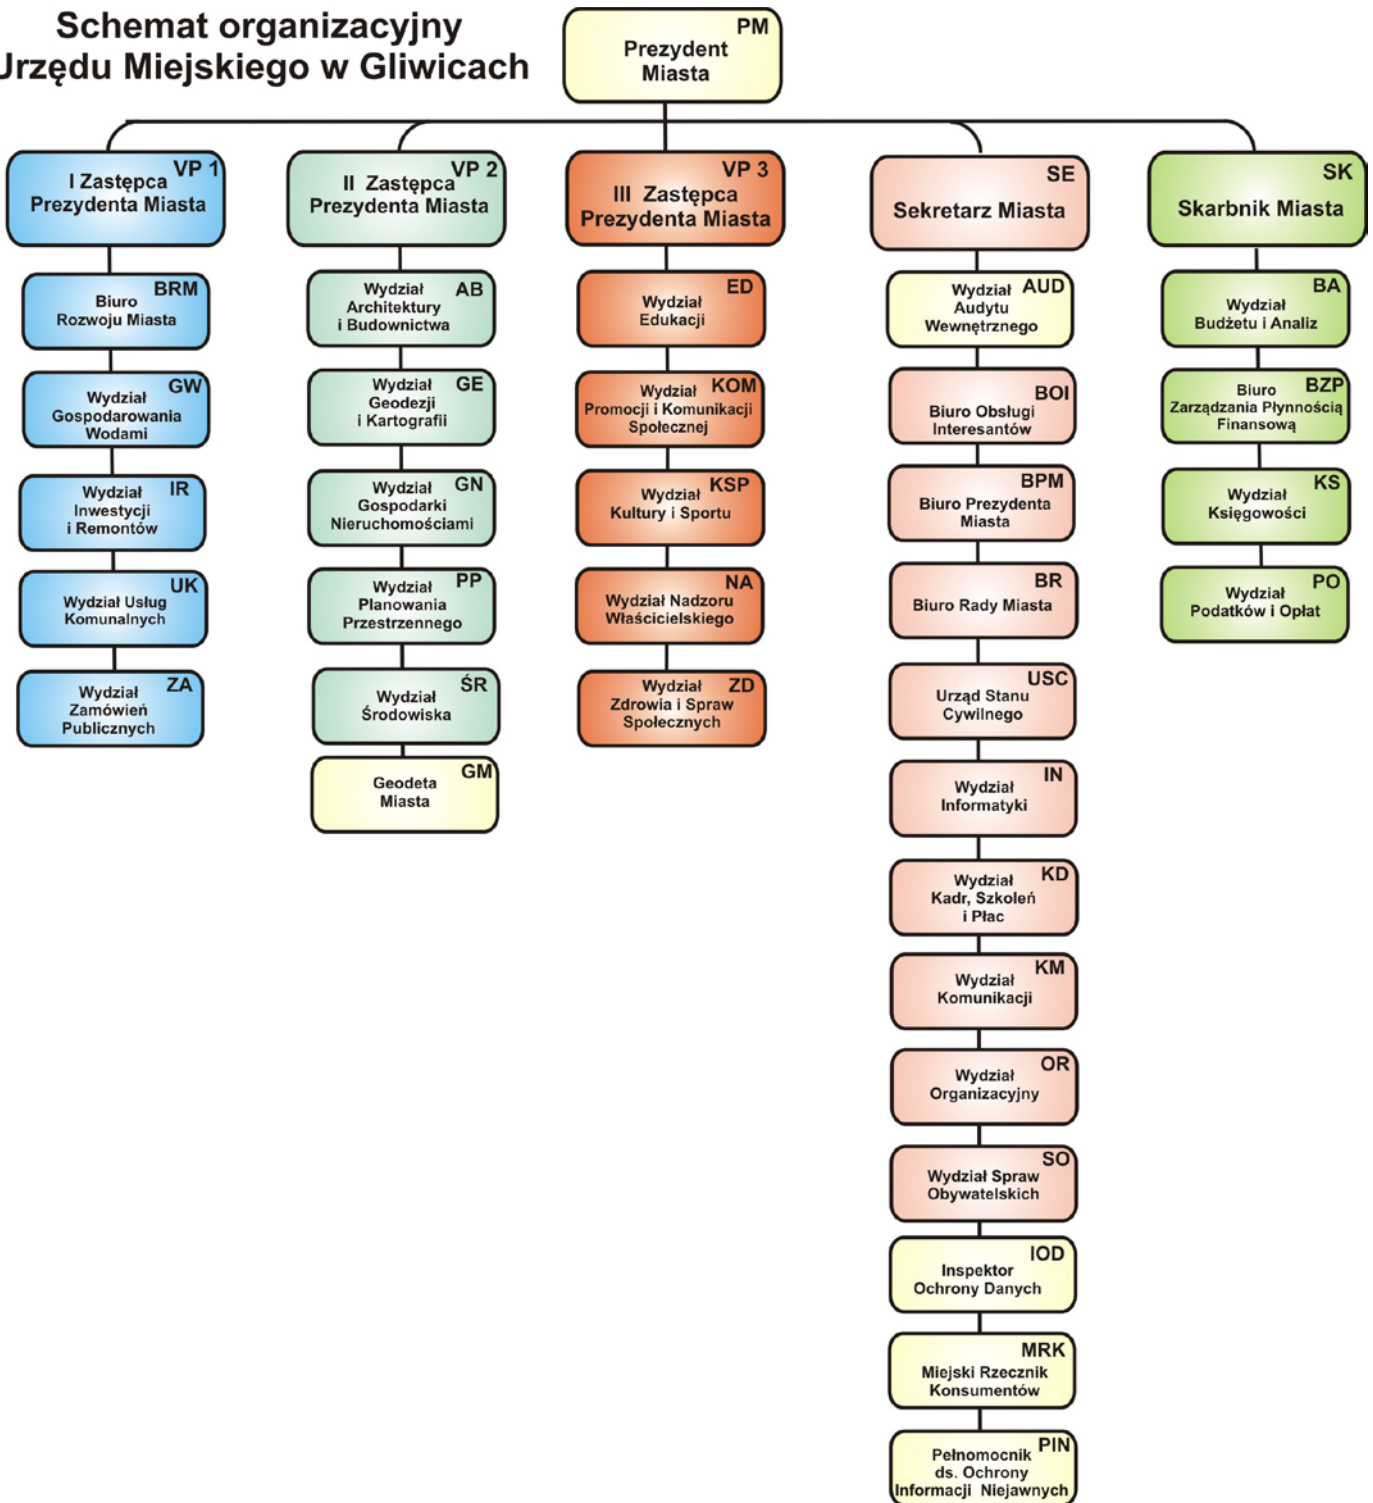 Schemat organizacyjny
Urzędu Miejskiego w Gliwicach
PM
Prezydent
Miasta
VP 1
I Zastępca
Prezydenta Miasta
BRM
Biuro
Rozwoju Miasta
GW
Wydział
Gospodarowania
Wodami
IR
Wydział
Inwestycji
i Remontów
UK
Wydział Usług
Komunalnych
ZA
Wydział
Zamówień
Publicznych
VP 2
II Zastępca
Prezydenta Miasta
AB
Wydział
Architektury
i Budownictwa
GE
Wydział
Geodezji
i Kartografii
GN
Wydział
Gospodarki
Nieruchomościami
PP
Wydział
Planowania
Przestrzennego
ŚR
Wydział
Środowiska
GM
Geodeta
Miasta
VP 3
III Zastępca
Prezydenta Miasta
ED
Wydział
Edukacji
KOM
Wydział
Promocji i Komunikacji
Społecznej
KSP
Wydział
Kultury i Sportu
NA
Wydział Nadzoru
Właścicielskiego
ZD
Wydział
Zdrowia i Spraw
Społecznych
SE
Sekretarz Miasta
AUD
Wydział
Audytu
Wewnętrznego
BOI
Biuro Obsługi
Interesantów
BPM
Biuro Prezydenta
Miasta
BR
Biuro Rady Miasta
USC
Urząd Stanu
Cywilnego
IN
Wydział
Informatyki
KD
Wydział
Kadr, Szkoleń
i Płac
KM
Wydział
Komunikacji
OR
Wydział
Organizacyjny
SO
Wydział Spraw
Obywatelskich
IOD
Inspektor
Ochrony Danych
MRK
Miejski Rzecznik
Konsumentów
PIN
Pełnomocnik
ds. Ochrony
Informacji Niejawnych
SK
Skarbnik Miasta
BA
Wydział
Budżetu i Analiz
BZP
Biuro
Zarządzania Płynnością
Finansową
KS
Wydział
Księgowości
PO
Wydział
Podatków i Opłat